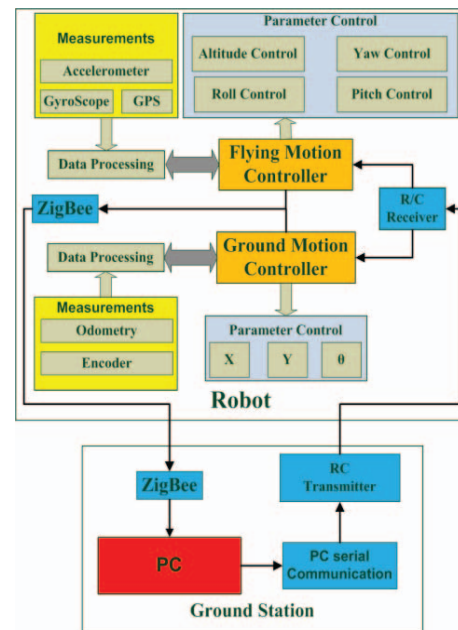 Measurements
Accelerometer
GyroScope
GPS
Parameter Control
Altitude Control
Yaw Control
Roll Control
Pitch Control
Data Processing
Flying Motion
Controller
ZigBee
R/C
Receiver
Data Processing
Ground Motion
Controller
Measurements
Odometry
Encoder
Parameter Control
X
Y
θ
Robot
ZigBee
RC
Transmitter
PC
PC serial
Communication
Ground Station